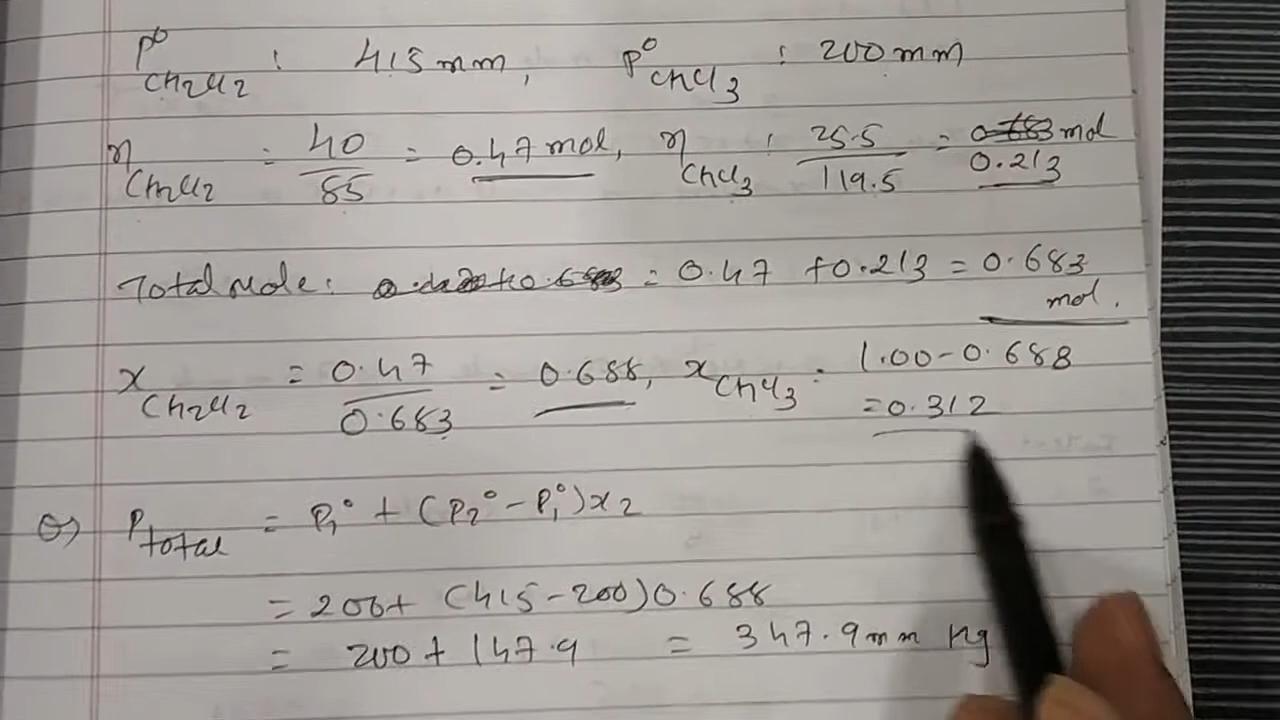 P° CH2Cl2 : 415 mm, P° CHCl3 : 200 mm
η CH2Cl2 = 40/85 = 0.47 mol, η CHCl3 : 25.5/119.5 = 0.683 mol 0.213
Total Mole: = 0.47 + 0.213 = 0.683 mol.
x CH2Cl2 = 0.47/0.683 = 0.688, x CHCl3 = 1.00 - 0.688
= 0.312
⇒ P total = P1° + (P2° - P1°) x2
= 200 + (415 - 200) 0.688
= 200 + 147.9 = 347.9 mm Hg